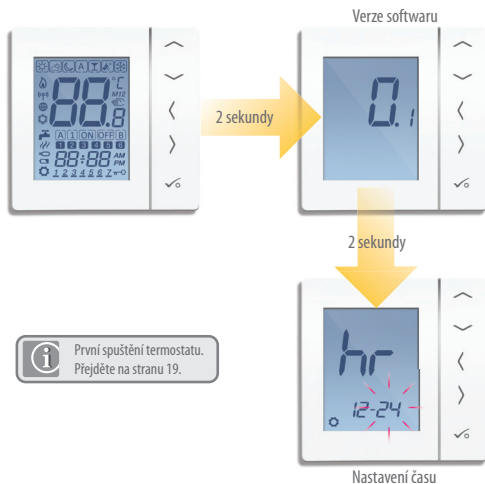 Verze softwaru
88.8 °C
M12
A 1 ON OFF B
1 2 3 4 5 6
88:88 AM PM
1 2 3 4 5 6 7
2 sekundy
0.1
2 sekundy
První spuštění termostatu.
Přejděte na stranu 19.
hr
12-24
Nastavení času